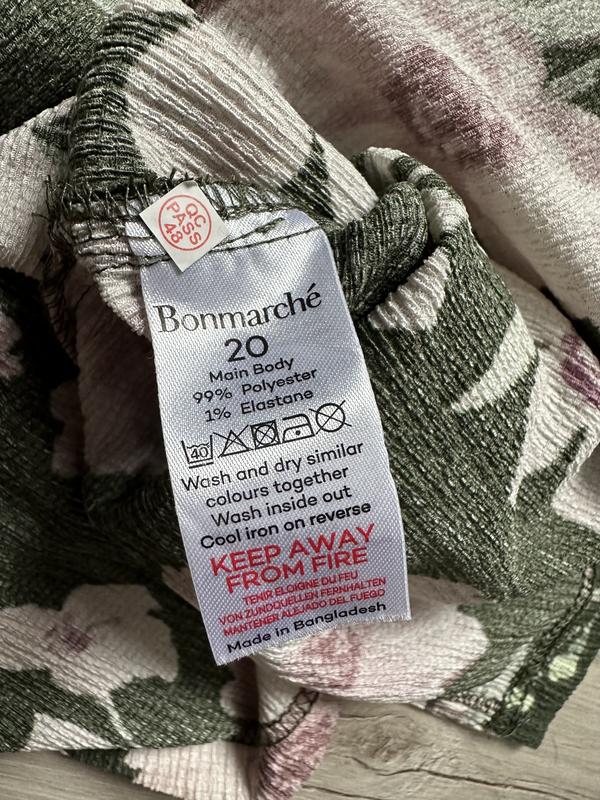 QC
PASS
48
Bonmarché
20
Main Body
99% Polyester
1% Elastane
40
Wash and dry similar
colours together
Wash inside out
Cool iron on reverse
KEEP AWAY
FROM FIRE
TENIR ELOIGNE DU FEU
VON ZUNDQUELLEN FERNHALTEN
MANTENER ALEJADO DEL FUEGO
Made in Bangladesh